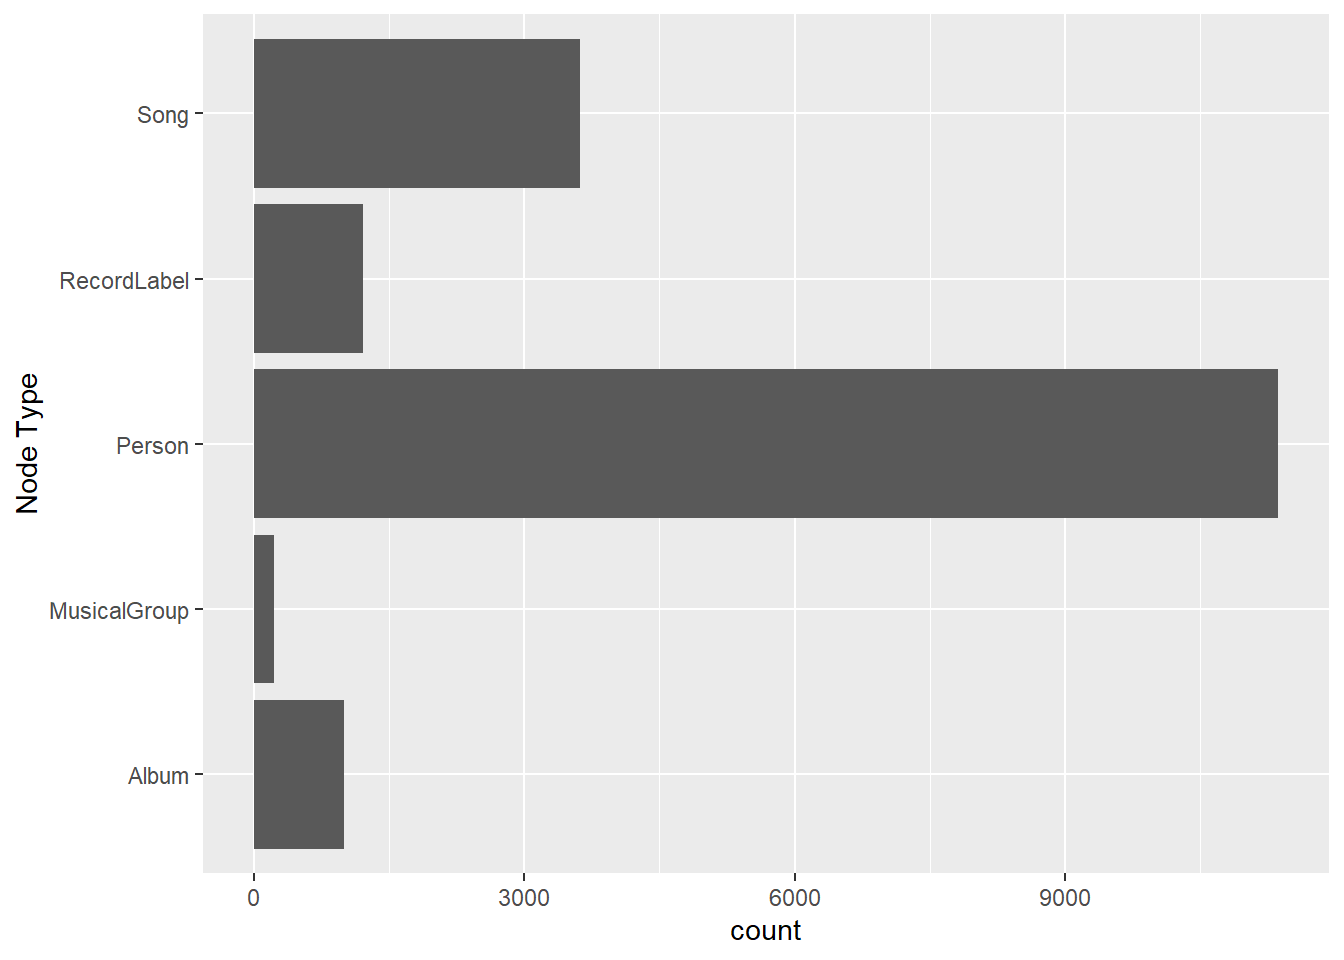 Song
RecordLabel
Person
MusicalGroup
Album
Node Type
0 3000 6000 9000
count